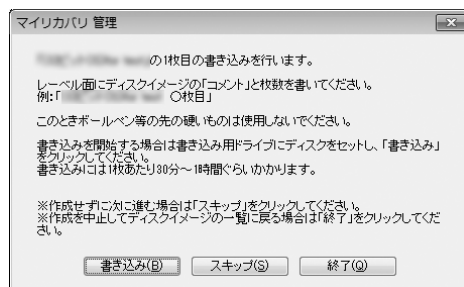 マイリカバリ 管理
の1枚目の書き込みを行います。
レーベル面にディスクイメージの「コメント」と枚数を書いてください。
例:「 〇枚目」
このときボールペン等の先の硬いものは使用しないでください。
書き込みを開始する場合は書き込み用ドライブにディスクをセットし、「書き込み」
をクリックしてください。
書き込みには1枚あたり30分～1時間ぐらいかかります。
※作成せずに次に進む場合は「スキップ」をクリックしてください。
※作成を中止してディスクイメージの一覧に戻る場合は「終了」をクリックしてくだ
さい。
書き込み(B) スキップ(S) 終了(Q)